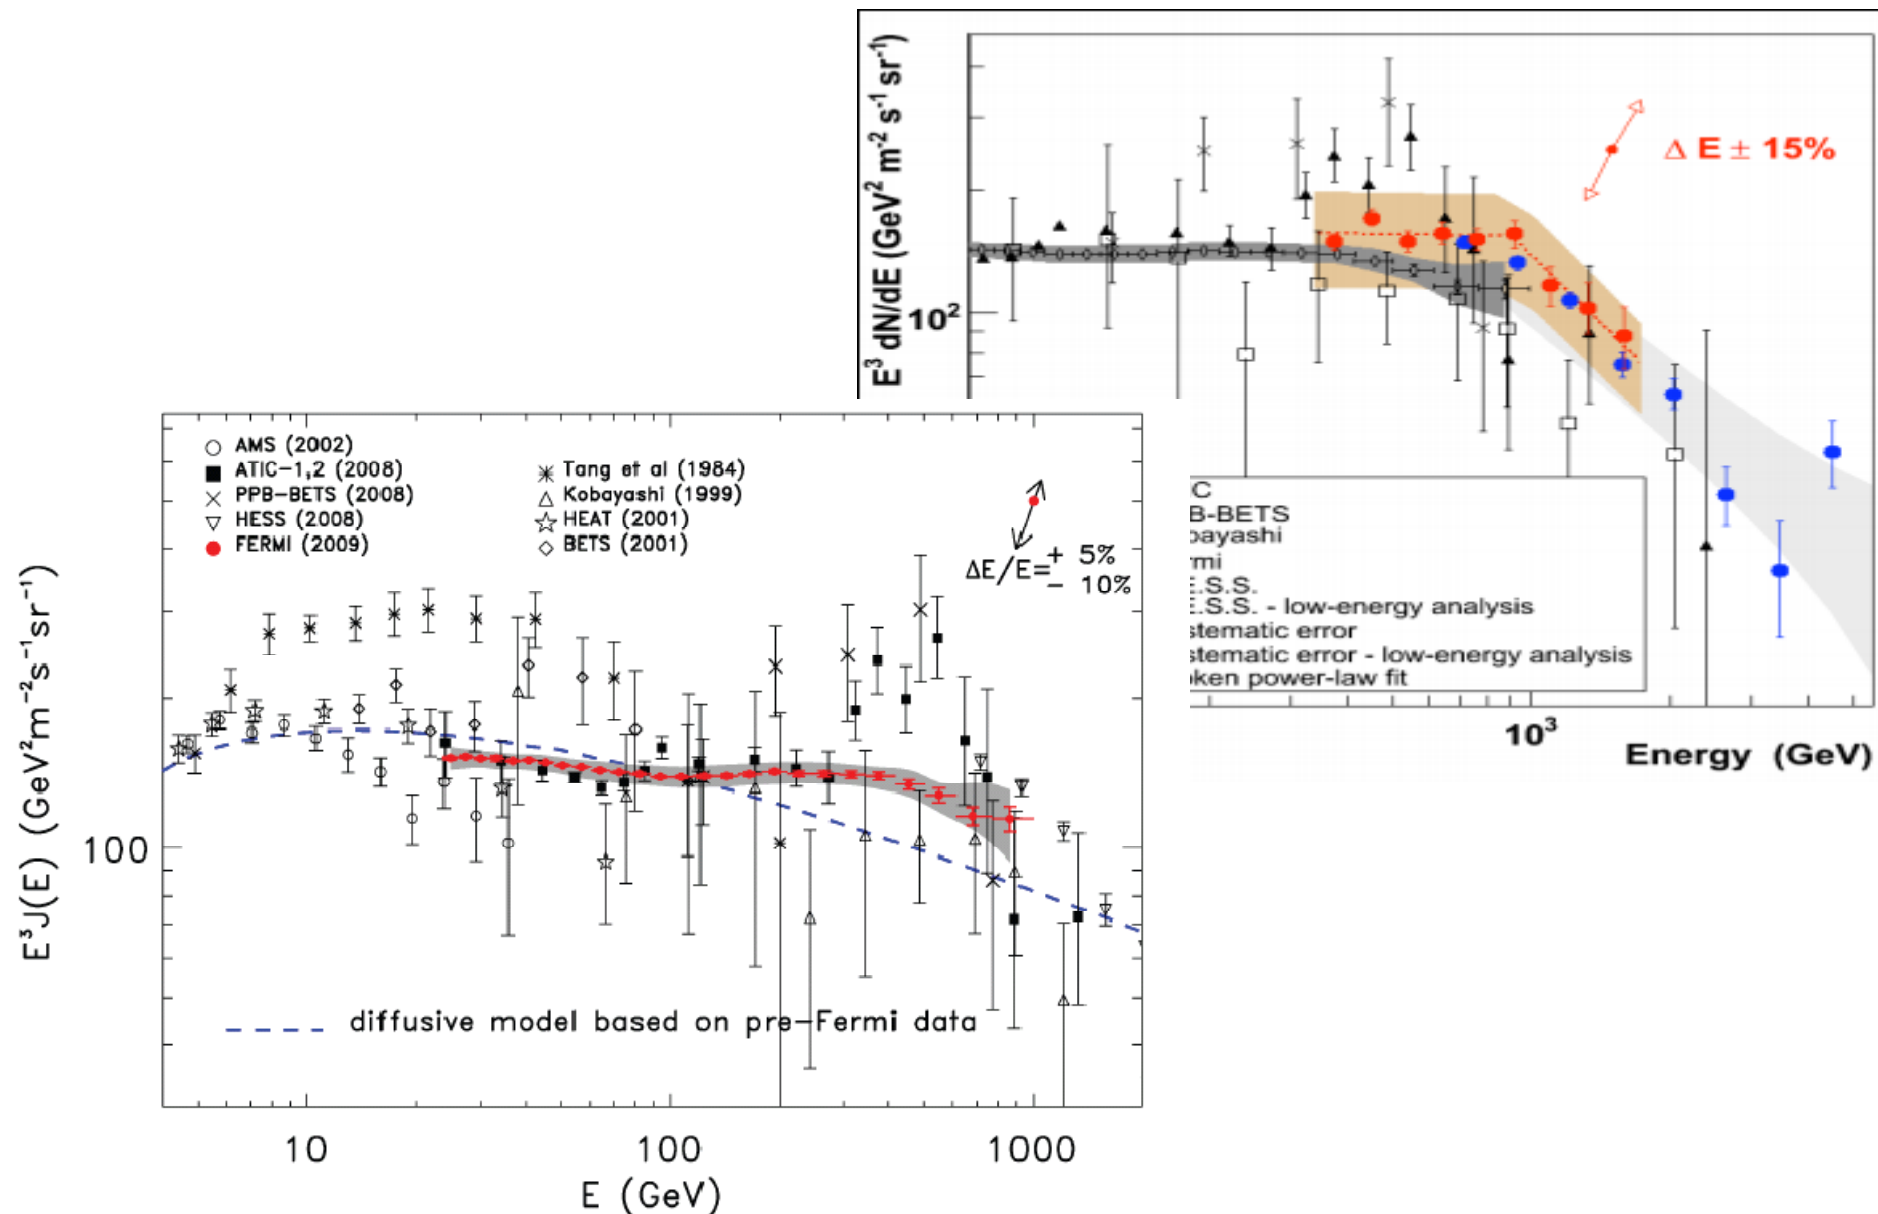 E³ dN/dE (GeV² m⁻² s⁻¹ sr⁻¹)
Δ E ± 15%
10²
C
B-BETS
bayashi
rmi
E.S.S.
E.S.S. - low-energy analysis
stematic error
stematic error - low-energy analysis
oken power-law fit
10³
Energy (GeV)
AMS (2002)
ATIC-1,2 (2008)
PPB-BETS (2008)
HESS (2008)
FERMI (2009)
Tang et al (1984)
Kobayashi (1999)
HEAT (2001)
BETS (2001)
ΔE/E= + 5%
− 10%
E³J(E) (GeV²m⁻²s⁻¹sr⁻¹)
100
diffusive model based on pre-Fermi data
10 100 1000
E (GeV)